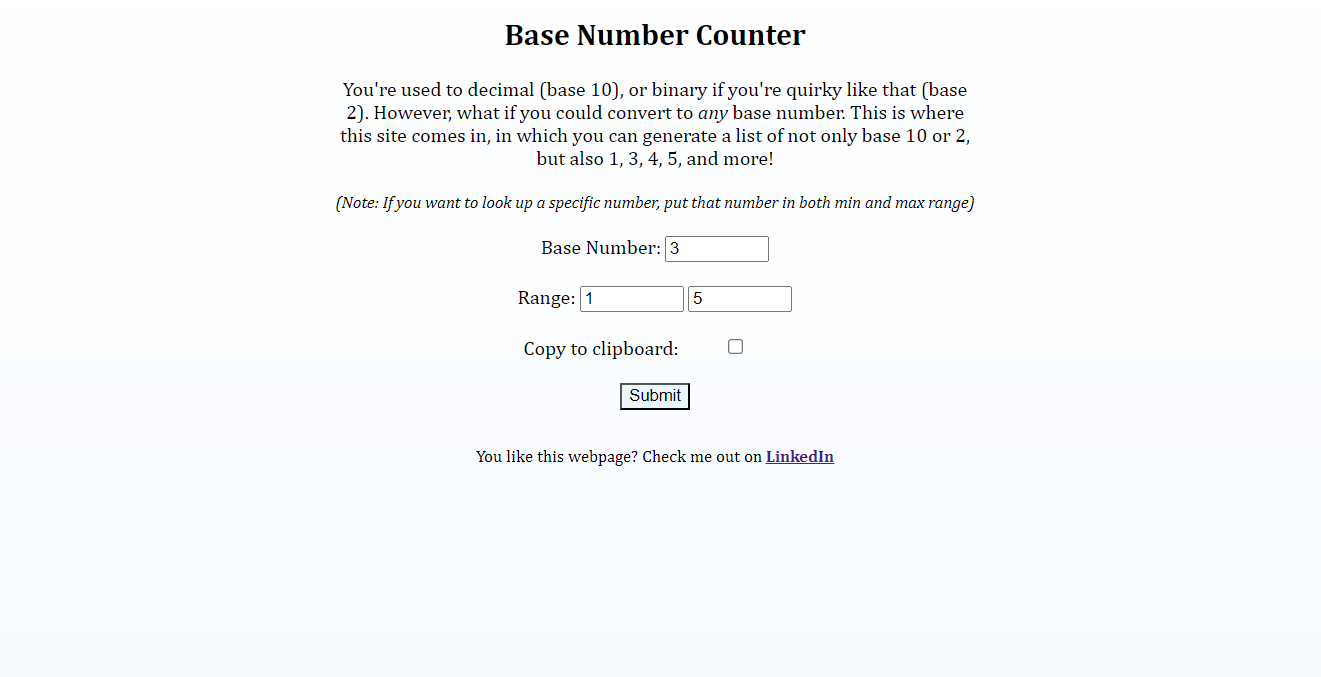 Base Number Counter
You're used to decimal (base 10), or binary if you're quirky like that (base
2). However, what if you could convert to any base number. This is where
this site comes in, in which you can generate a list of not only base 10 or 2,
but also 1, 3, 4, 5, and more!
(Note: If you want to look up a specific number, put that number in both min and max range)
Base Number: 3
Range: 1 5
Copy to clipboard:
Submit
You like this webpage? Check me out on LinkedIn